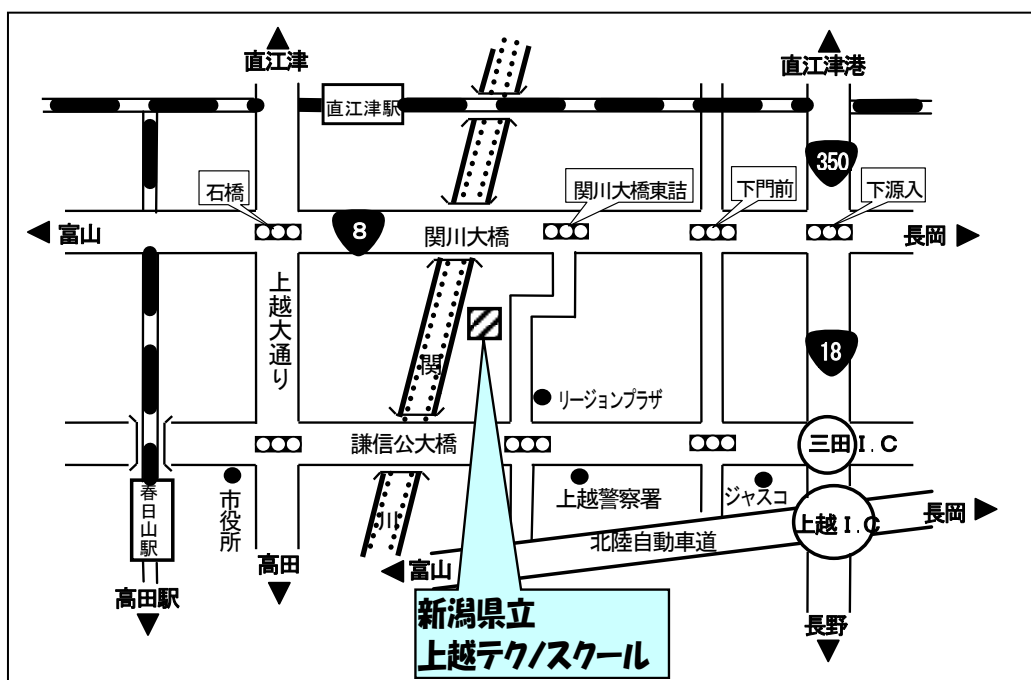 直江津
直江津港
直江津駅
350
石橋
関川大橋東詰
下門前
下源入
富山
8
関川大橋
長岡
上越大通り
18
関
リージョンプラザ
謙信公大橋
三田I.C
春日山駅
市役所
川
上越警察署
ジャスコ
上越I.C
長岡
北陸自動車道
高田
富山
高田駅
長野
新潟県立
上越テクノスクール